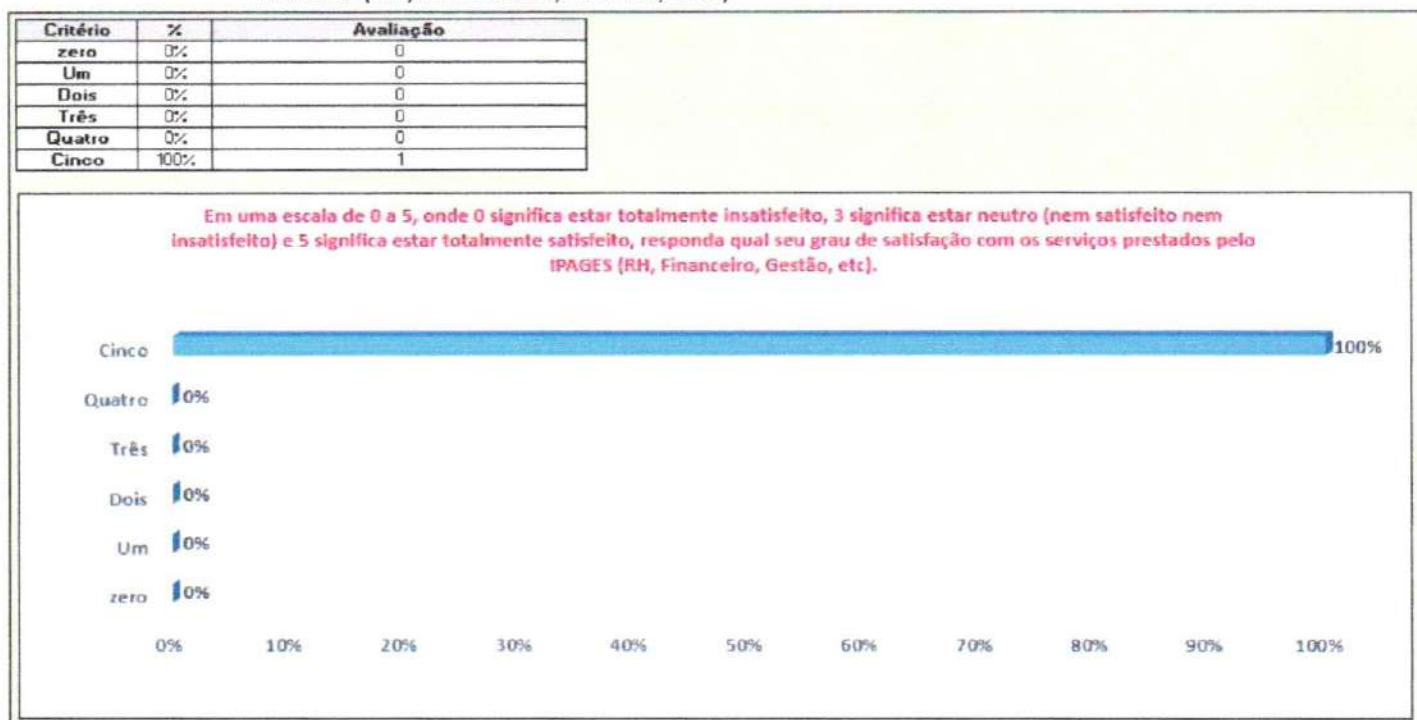 Critério % Avaliação
zero 0% 0
Um 0% 0
Dois 0% 0
Três 0% 0
Quatro 0% 0
Cinco 100% 1
Em uma escala de 0 a 5, onde 0 significa estar totalmente insatisfeito, 3 significa estar neutro (nem satisfeito nem
insatisfeito) e 5 significa estar totalmente satisfeito, responda qual seu grau de satisfação com os serviços prestados pelo
IPAGES (RH, Financeiro, Gestão, etc).
Cinco 100%
Quatro 0%
Três 0%
Dois 0%
Um 0%
zero 0%
0% 10% 20% 30% 40% 50% 60% 70% 80% 90% 100%